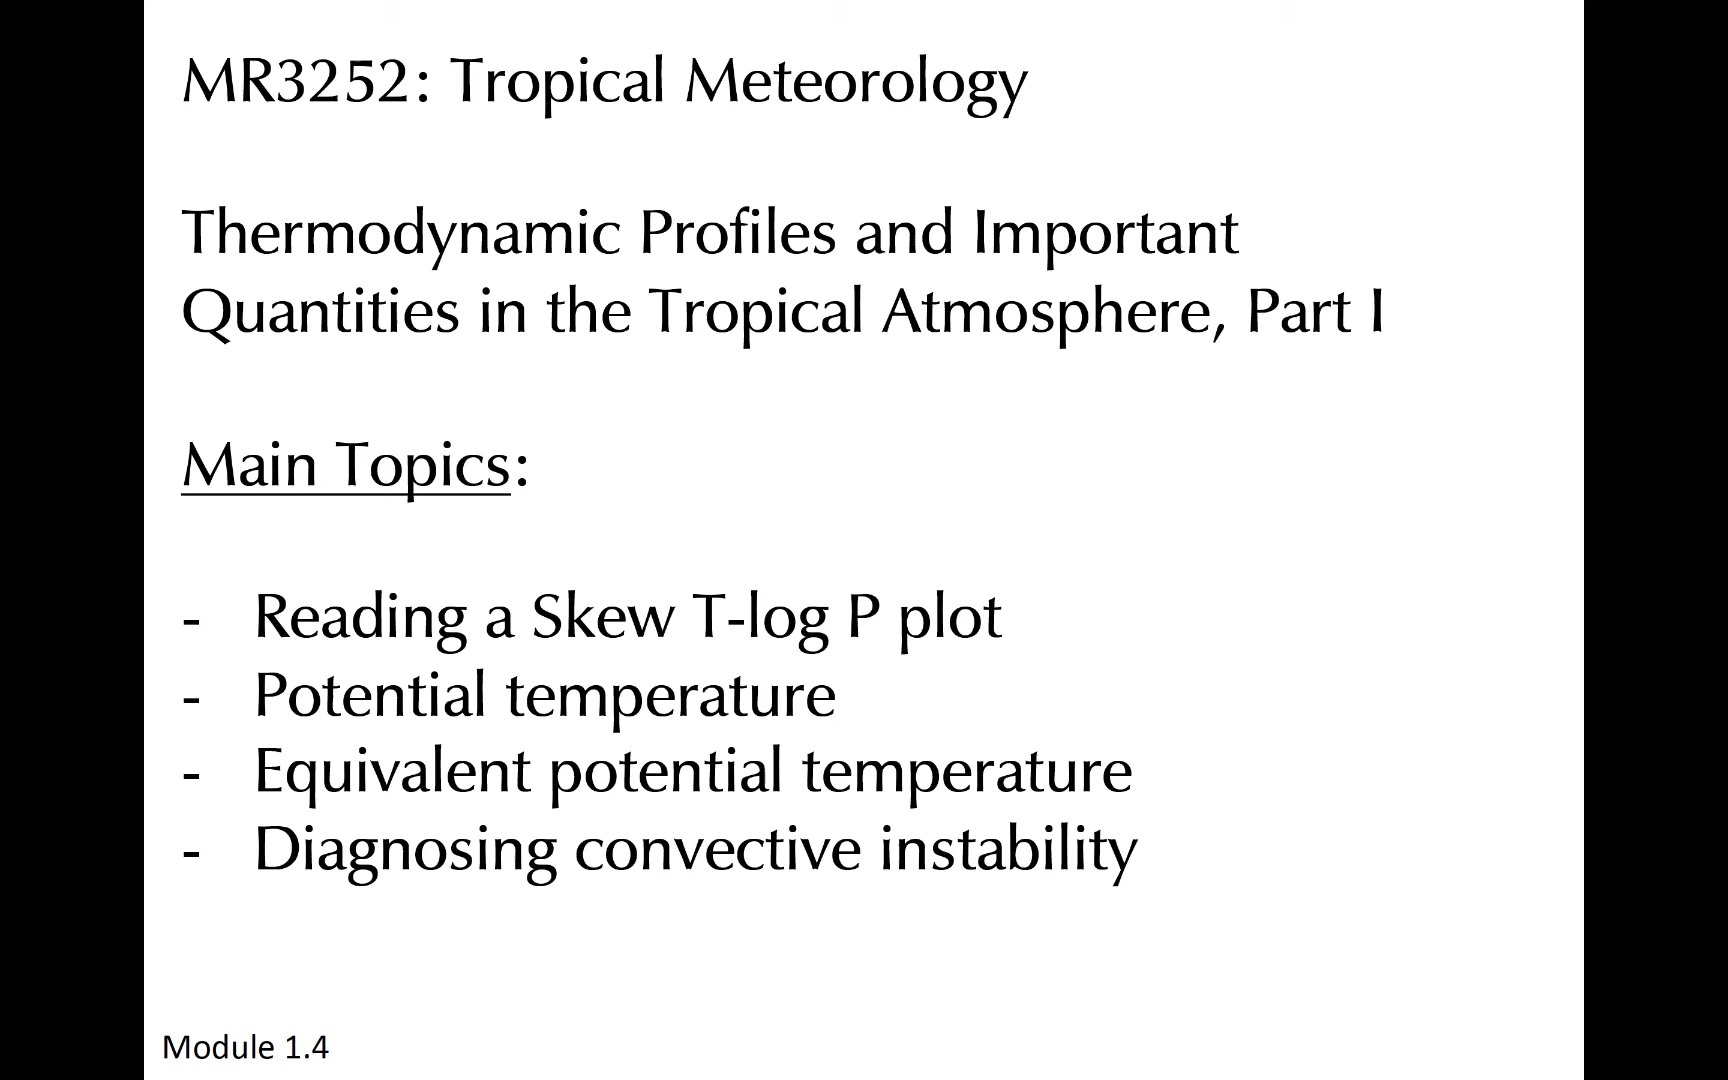 MR3252: Tropical Meteorology
Thermodynamic Profiles and Important
Quantities in the Tropical Atmosphere, Part I
Main Topics:
- Reading a Skew T-log P plot
- Potential temperature
- Equivalent potential temperature
- Diagnosing convective instability
Module 1.4